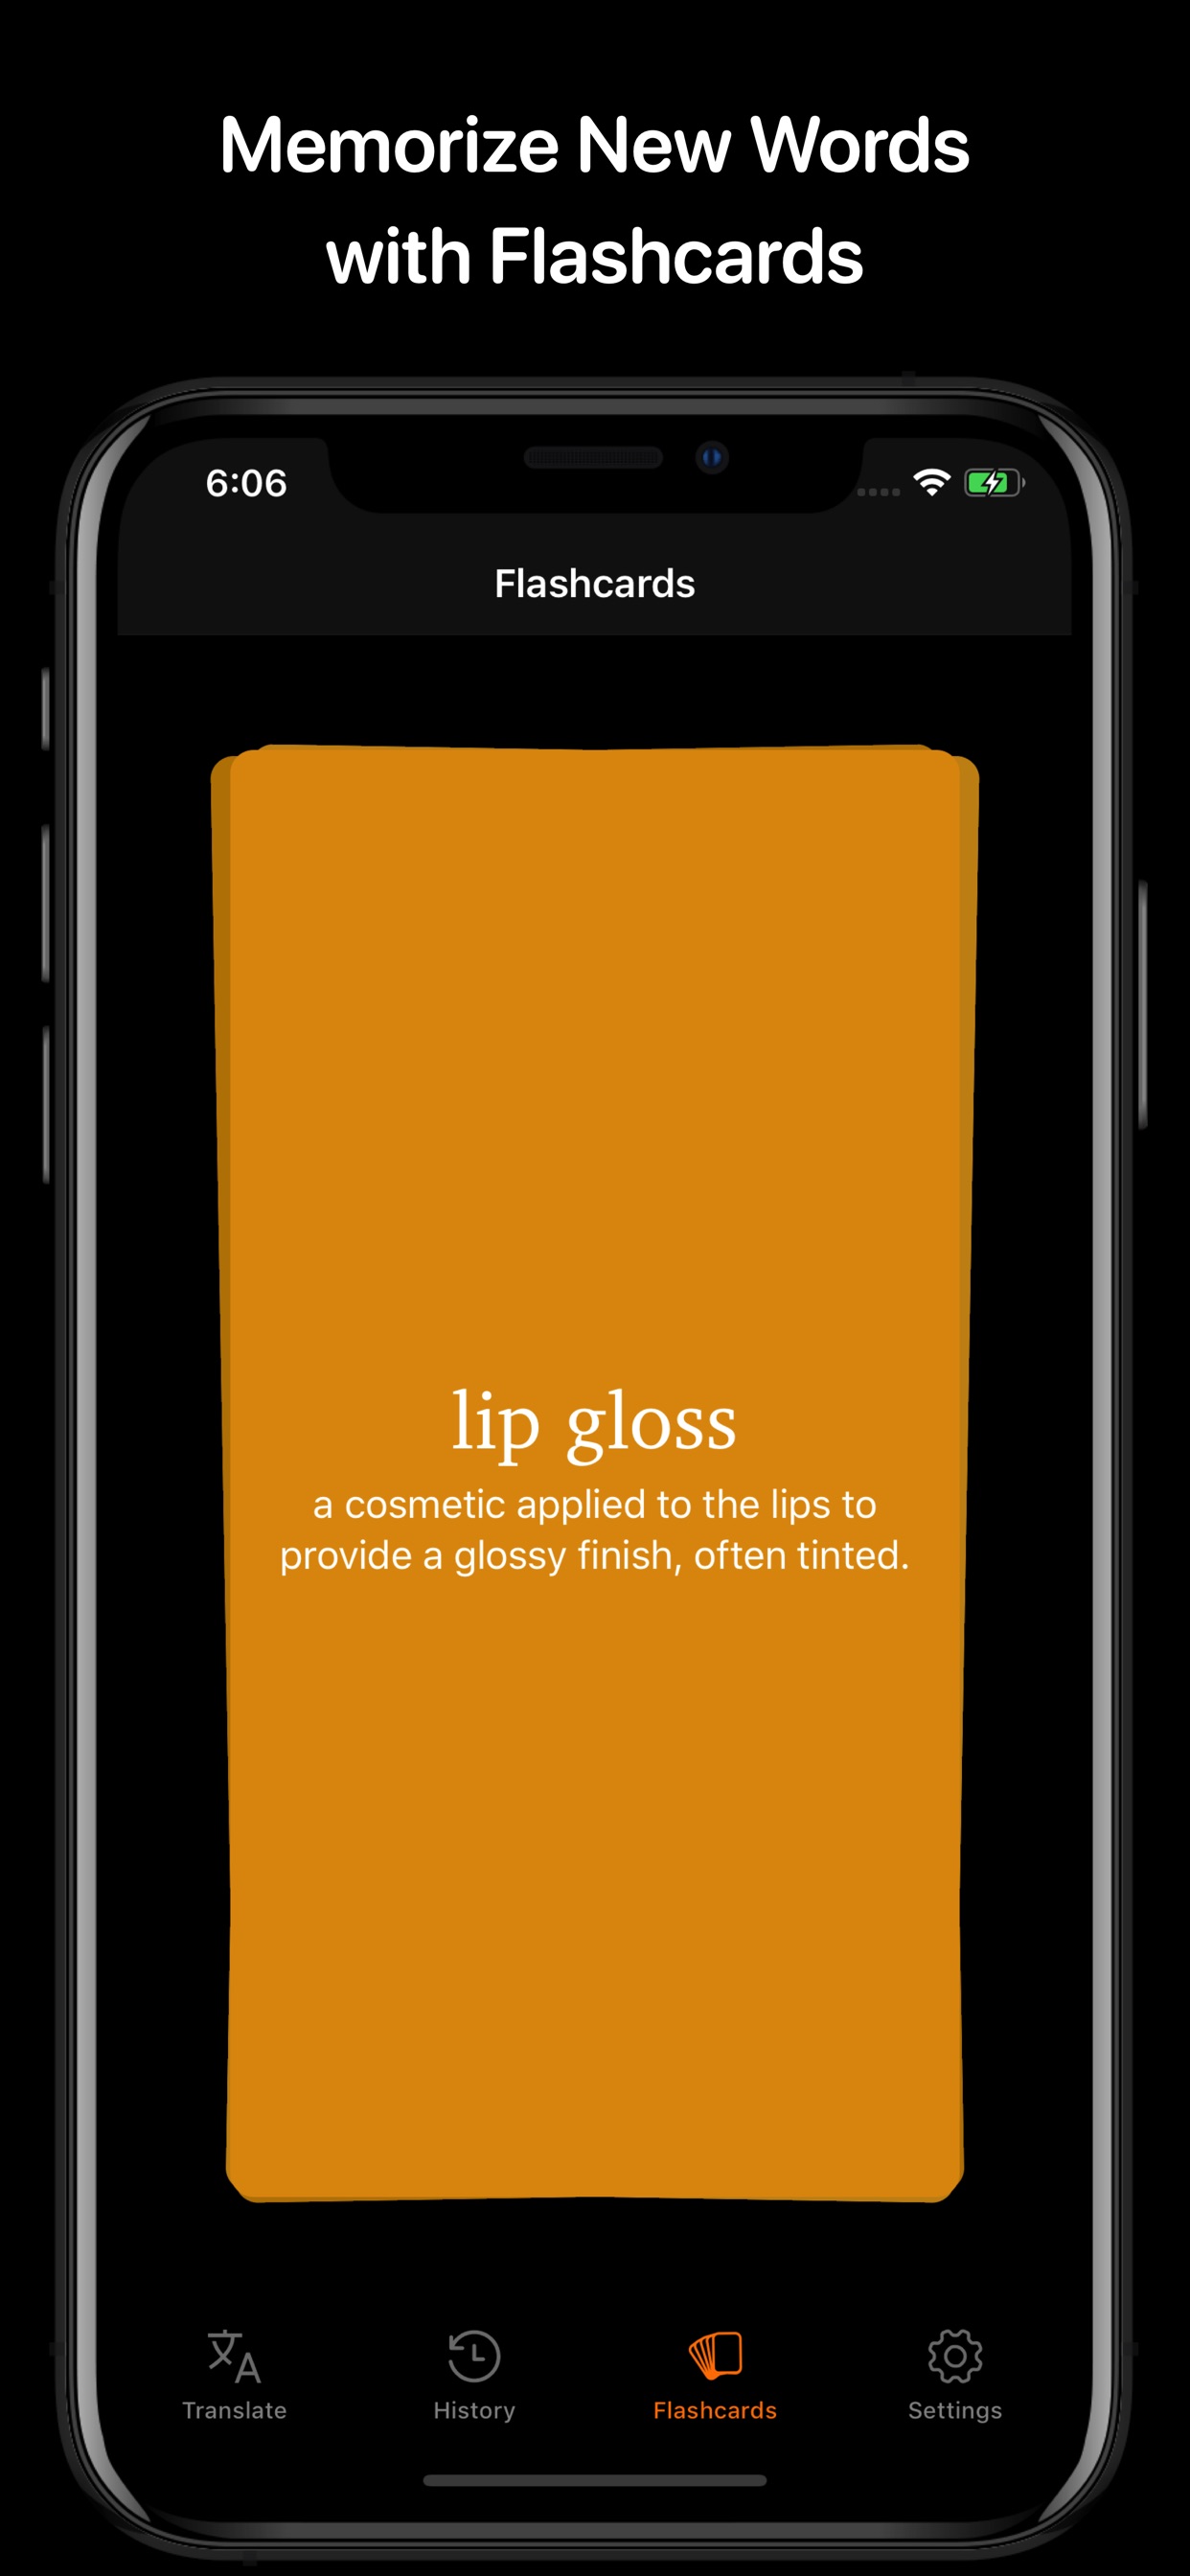 Memorize New Words
with Flashcards
6:06
Flashcards
lip gloss
a cosmetic applied to the lips to
provide a glossy finish, often tinted.
Translate
History
Flashcards
Settings